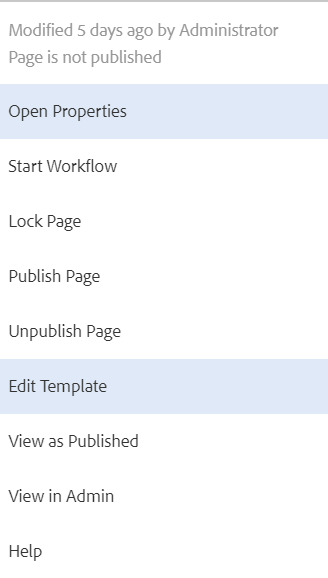 Modified 5 days ago by Administrator
Page is not published
Open Properties
Start Workflow
Lock Page
Publish Page
Unpublish Page
Edit Template
View as Published
View in Admin
Help